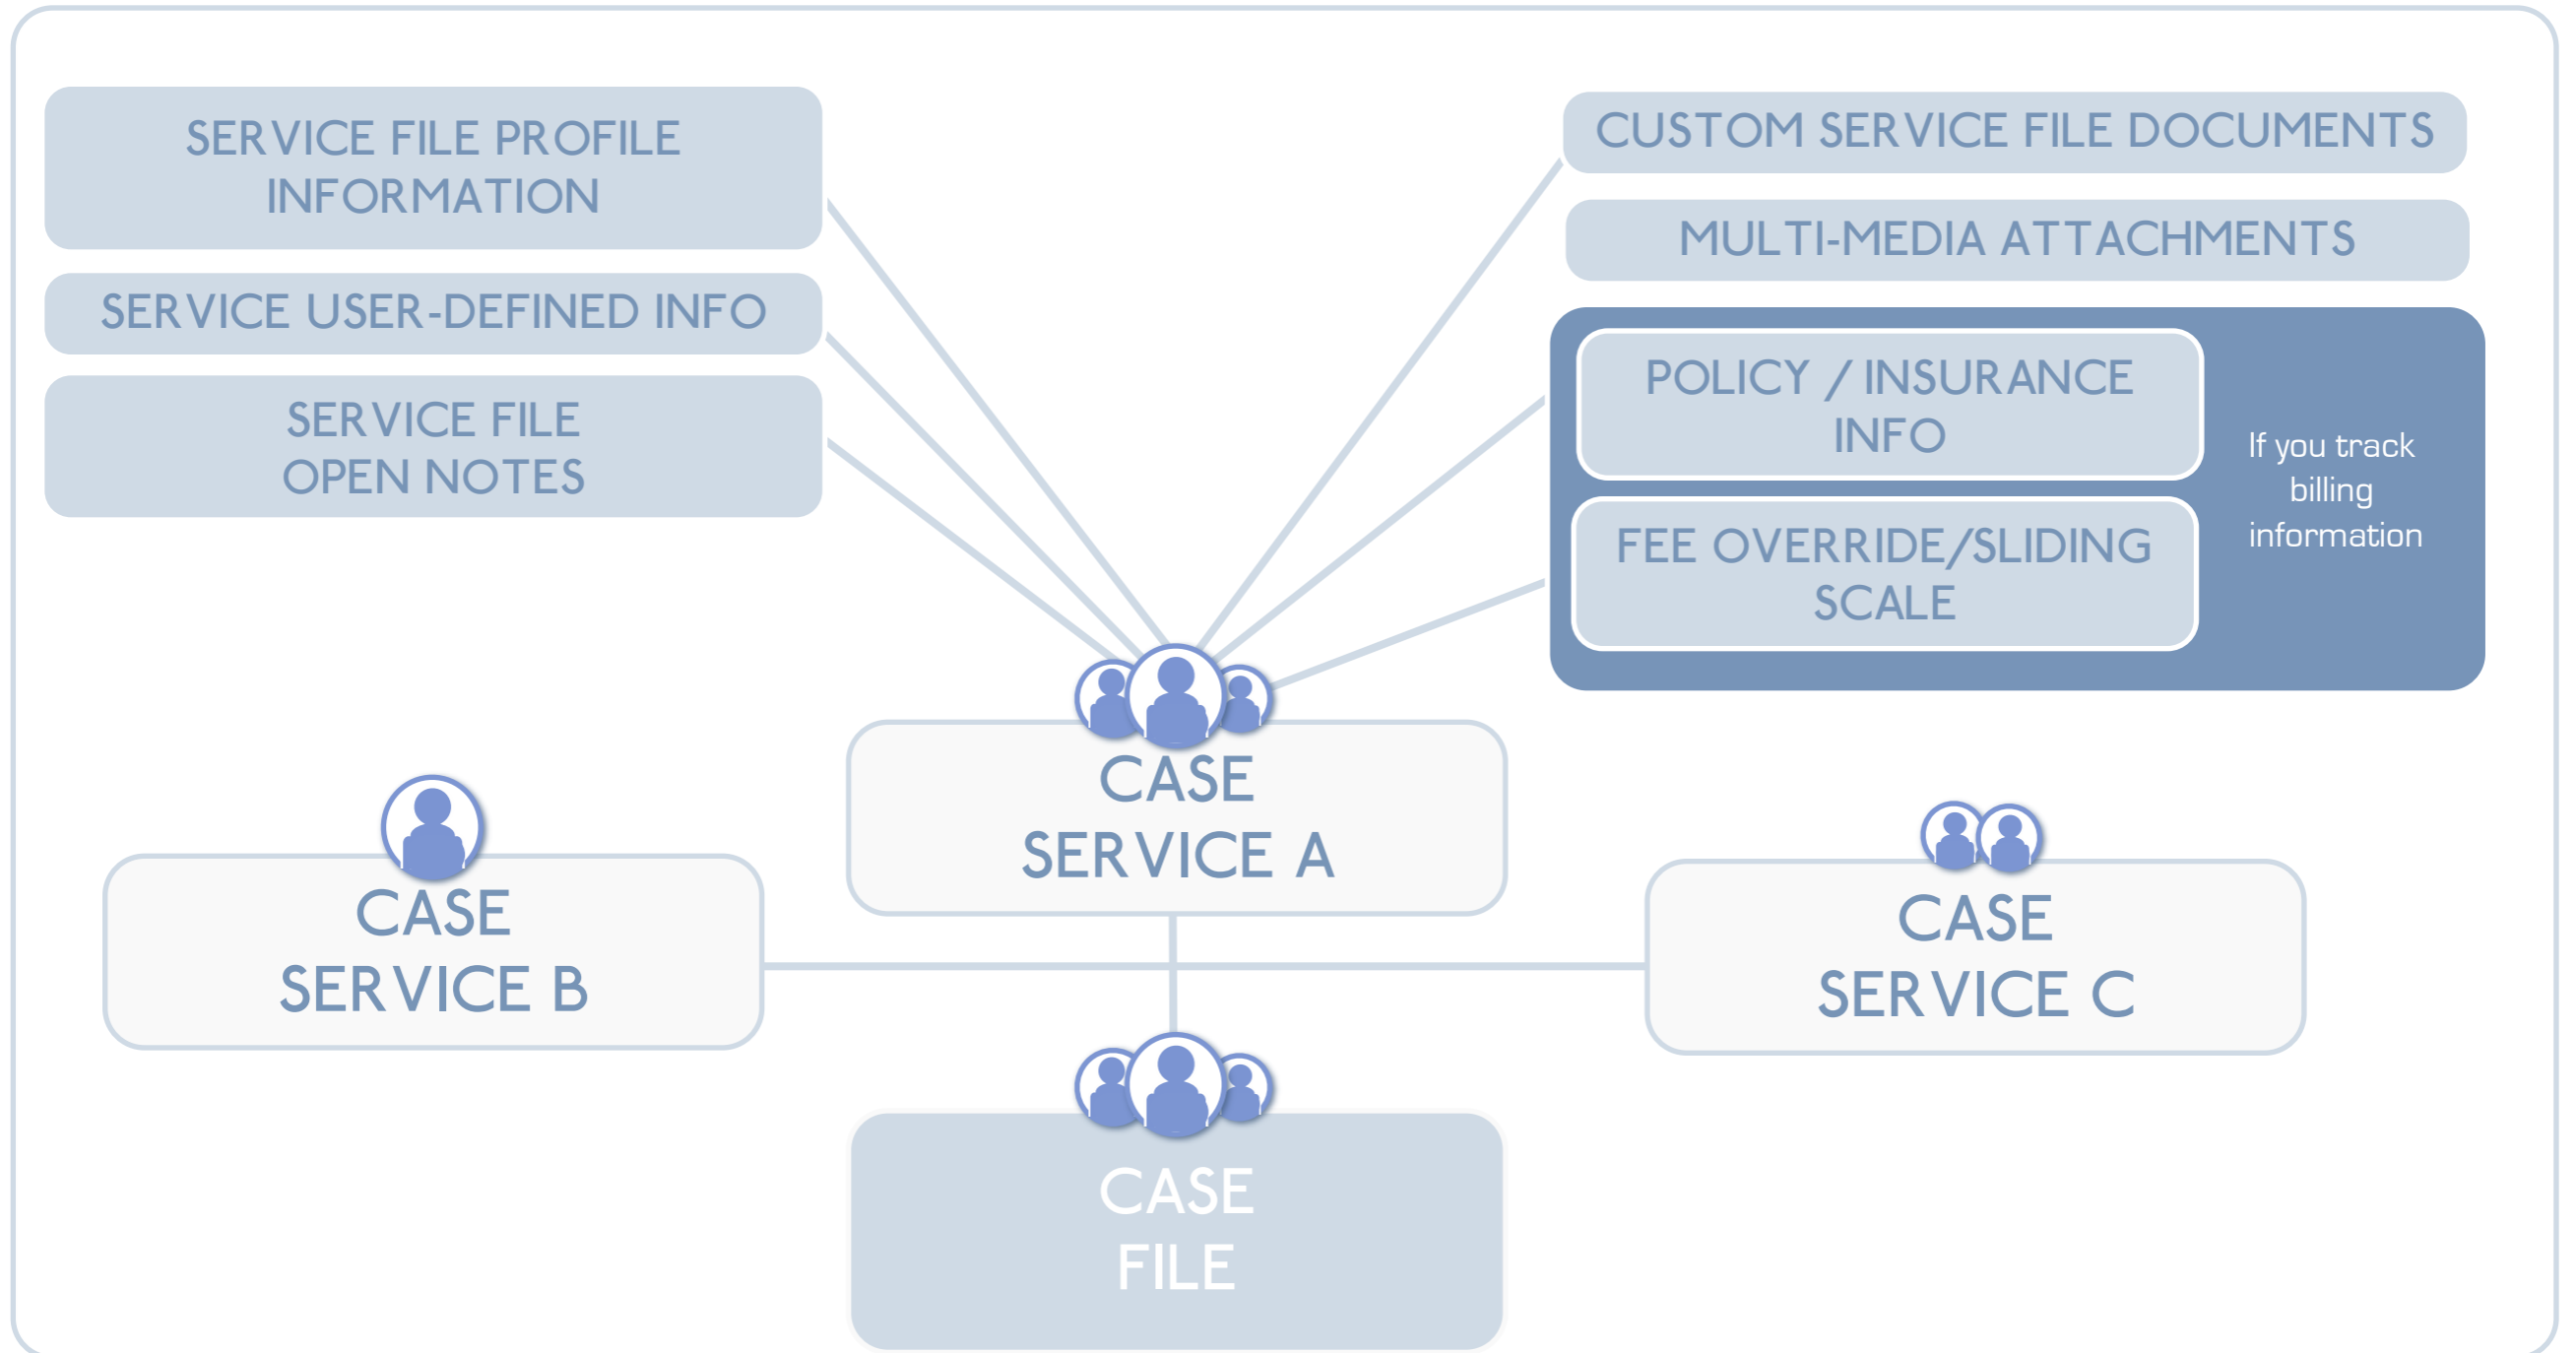 SERVICE FILE PROFILE
INFORMATION
SERVICE USER-DEFINED INFO
SERVICE FILE
OPEN NOTES
CUSTOM SERVICE FILE DOCUMENTS
MULTI-MEDIA ATTACHMENTS
POLICY / INSURANCE
INFO
FEE OVERRIDE/SLIDING
SCALE
If you track
billing
information
CASE
SERVICE A
CASE
SERVICE B
CASE
SERVICE C
CASE
FILE